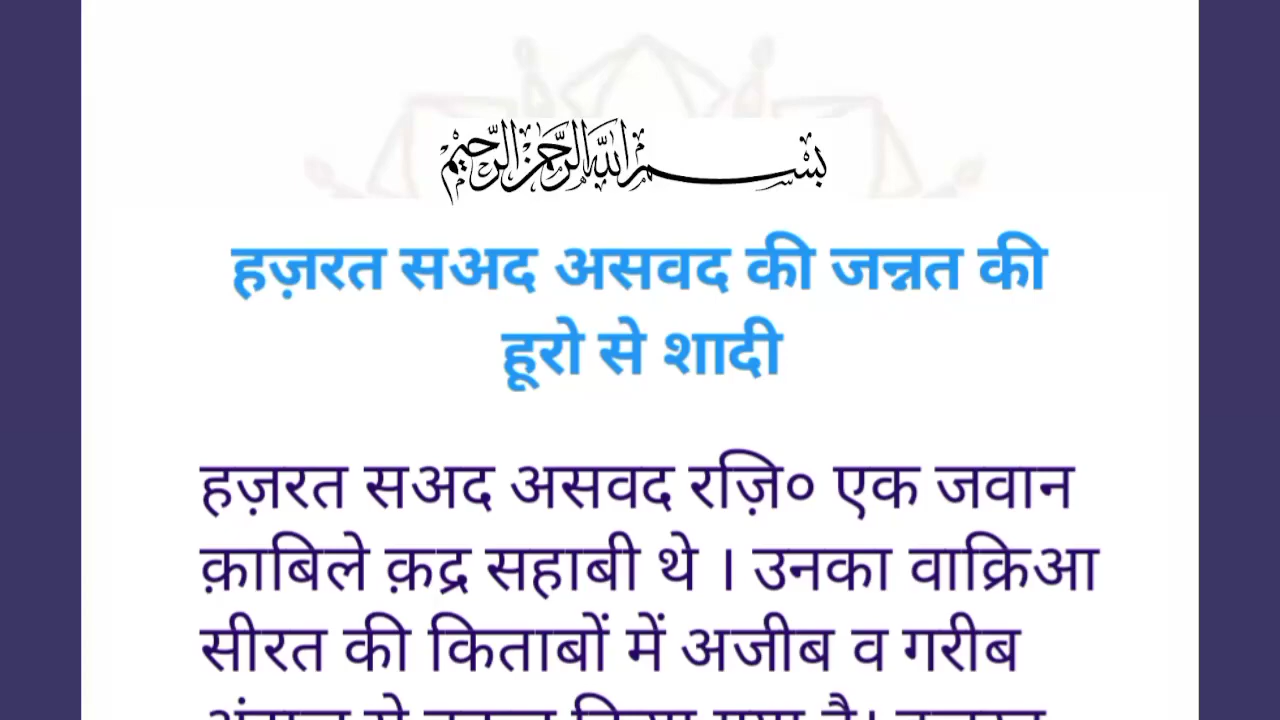 بسم الله الرحمن الرحيم
हज़रत सअद असवद की जन्नत की
हूरो से शादी
हज़रत सअद असवद रज़ि० एक जवान
क़ाबिले क़द्र सहाबी थे । उनका वाक्रिआ
सीरत की किताबों में अजीब व गरीब